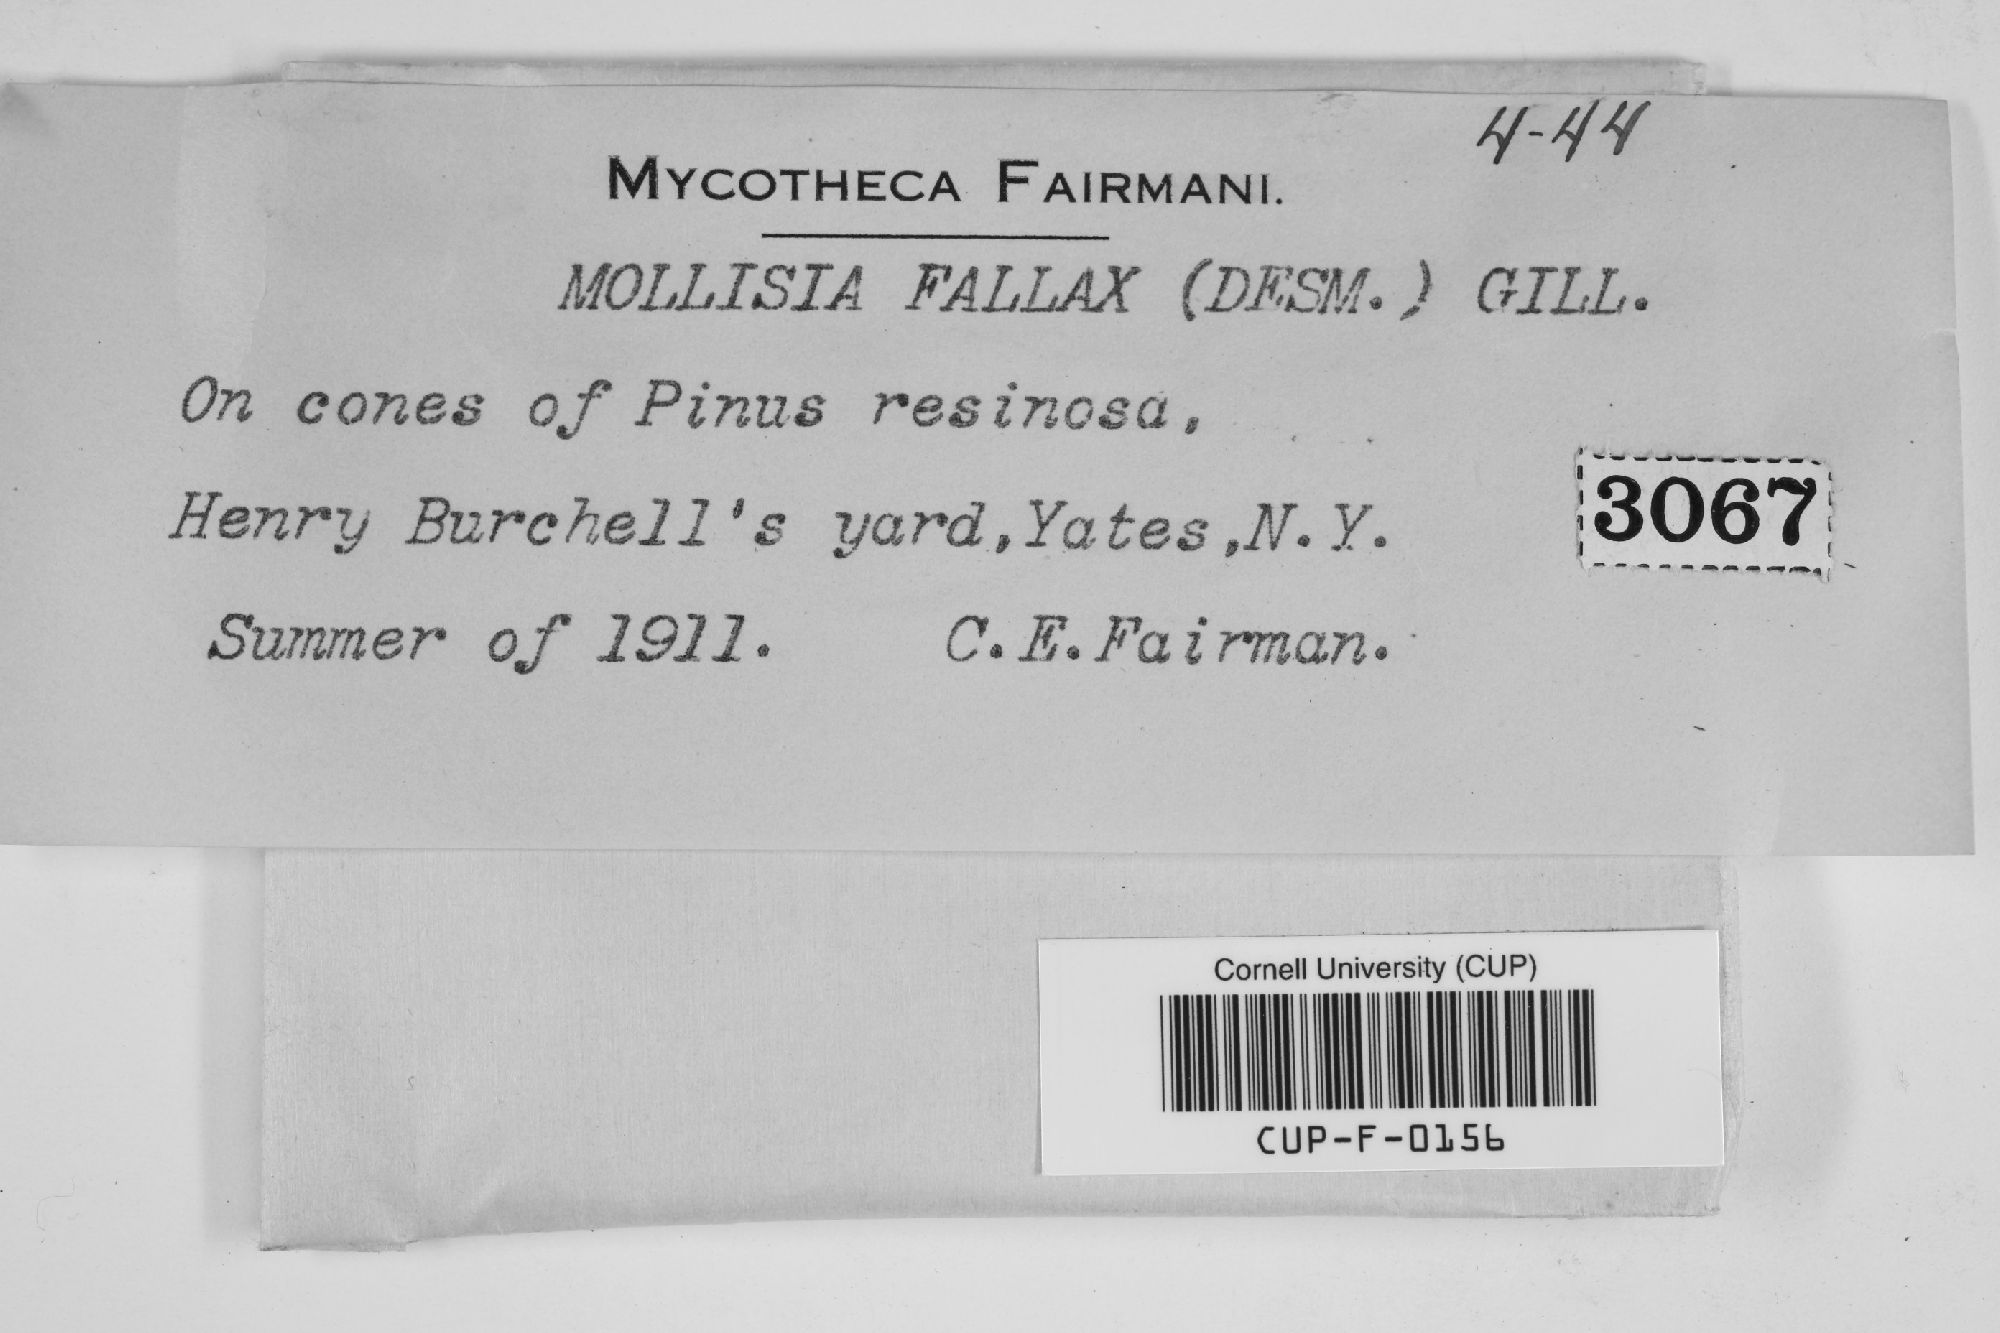 4-44
MYCOTHECA FAIRMANI.
MOLLISIA FALLAX (DESM.) GILL.
On cones of Pinus resinosa,
Henry Burchell's yard,Yates,N.Y.
3067
Summer of 1911. C.E.Fairman.
Cornell University (CUP)
CUP-F-0156